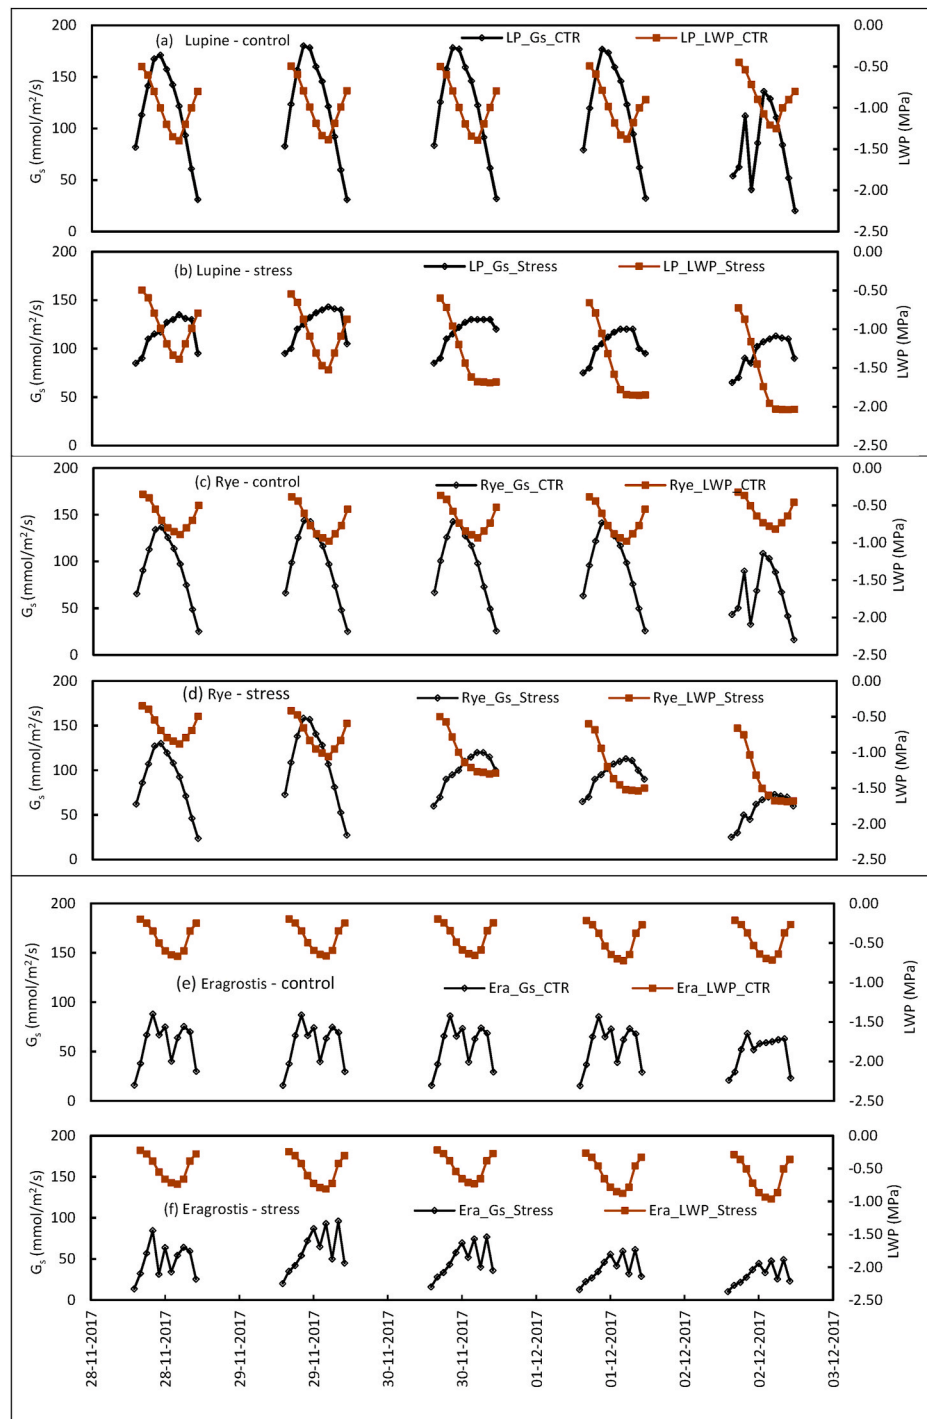 (a) Lupine - control
LP_Gs_CTR
LP_LWP_CTR
200
150
100
50
0
Gs (mmol/m2/s)
0.00
-0.50
-1.00
-1.50
-2.00
-2.50
LWP (MPa)
(b) Lupine - stress
LP_Gs_Stress
LP_LWP_Stress
200
150
100
50
0
Gs (mmol/m2/s)
0.00
-0.50
-1.00
-1.50
-2.00
-2.50
LWP (MPa)
(c) Rye - control
Rye_Gs_CTR
Rye_LWP_CTR
200
150
100
50
0
Gs (mmol/m2/s)
0.00
-0.50
-1.00
-1.50
-2.00
-2.50
LWP (MPa)
(d) Rye - stress
Rye_Gs_Stress
Rye_LWP_Stress
200
150
100
50
0
Gs (mmol/m2/s)
0.00
-0.50
-1.00
-1.50
-2.00
-2.50
LWP (MPa)
(e) Eragrostis - control
Era_Gs_CTR
Era_LWP_CTR
200
150
100
50
0
Gs (mmol/m2/s)
0.00
-0.50
-1.00
-1.50
-2.00
-2.50
LWP (MPa)
(f) Eragrostis - stress
Era_Gs_Stress
Era_LWP_Stress
200
150
100
50
0
Gs (mmol/m2/s)
0.00
-0.50
-1.00
-1.50
-2.00
-2.50
LWP (MPa)
28-11-2017
28-11-2017
29-11-2017
29-11-2017
30-11-2017
30-11-2017
01-12-2017
01-12-2017
02-12-2017
02-12-2017
03-12-2017